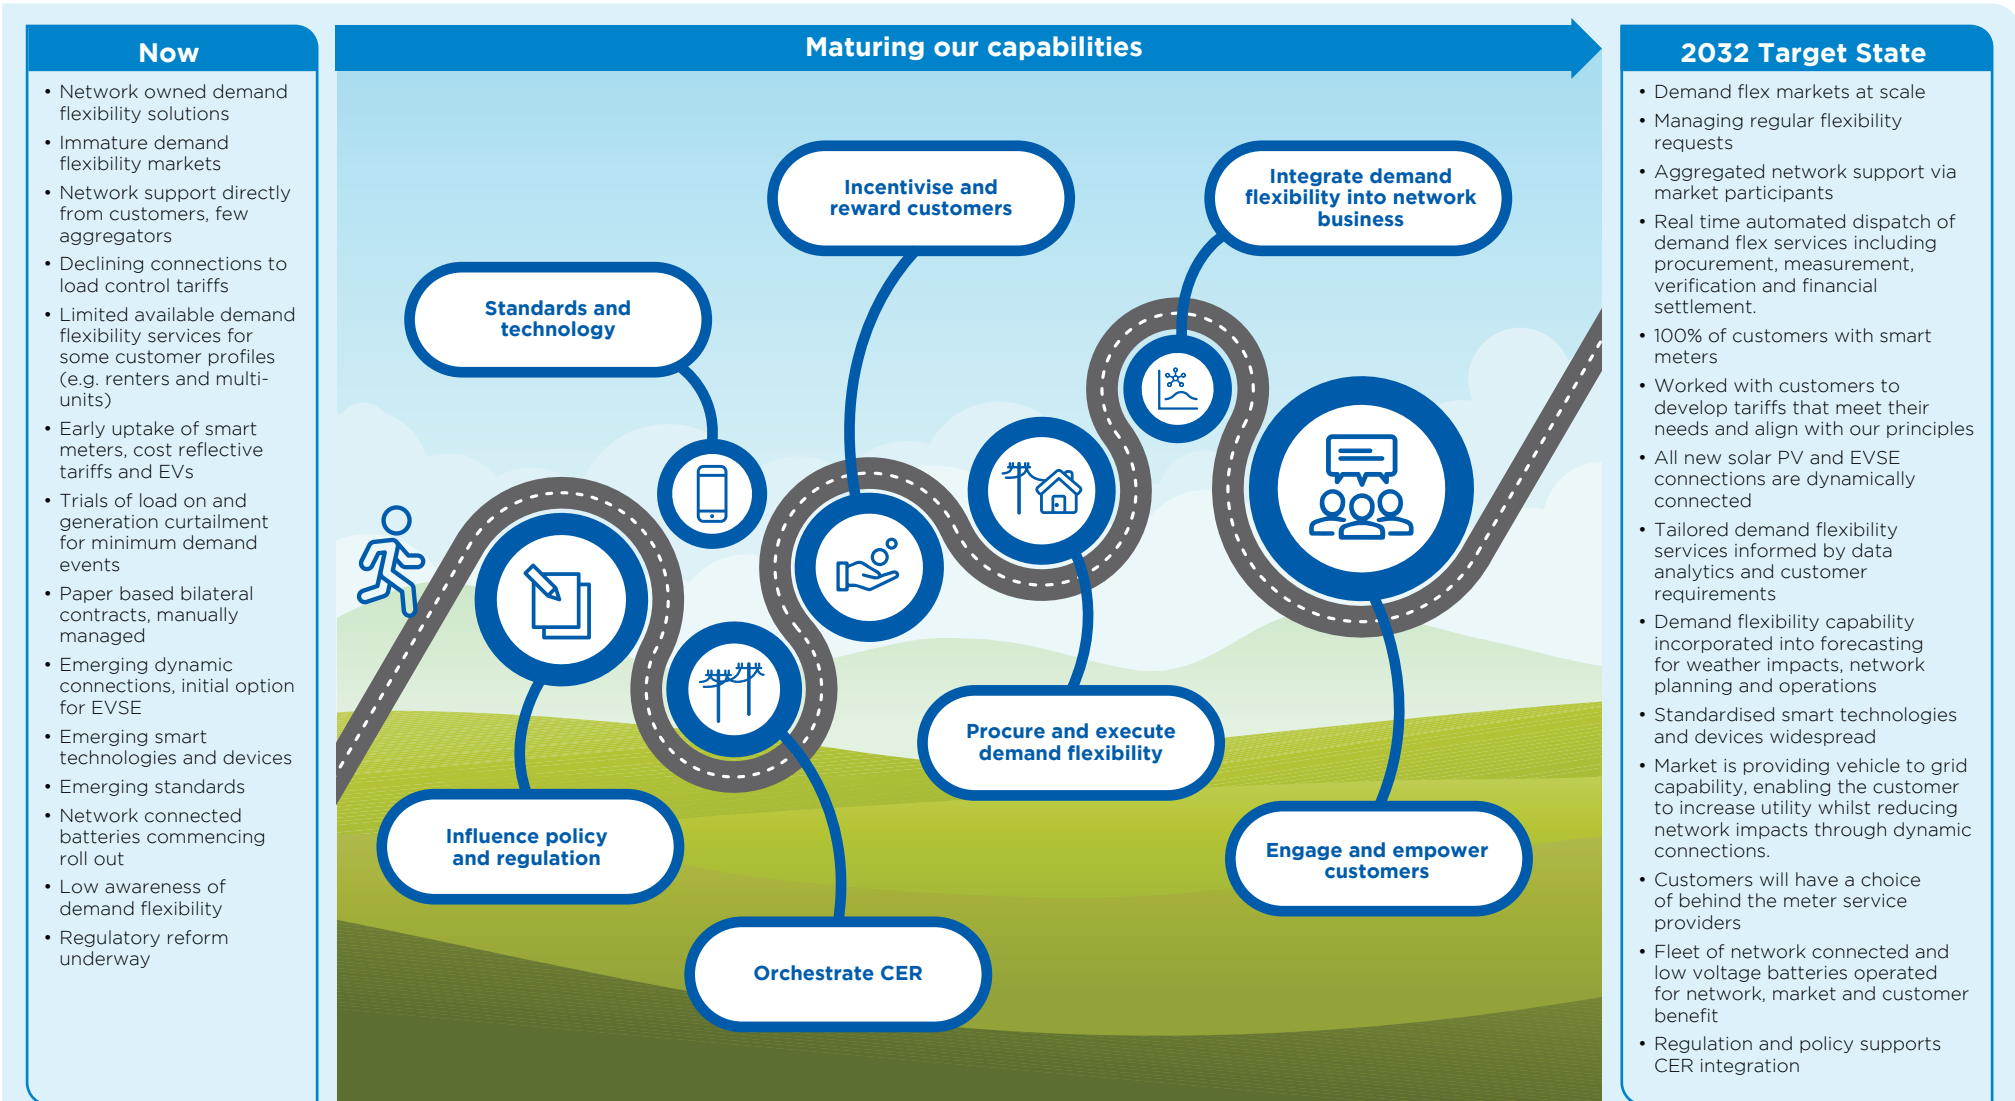 Now
• Network owned demand
flexibility solutions
• Immature demand
flexibility markets
• Network support directly
from customers, few
aggregators
• Declining connections to
load control tariffs
• Limited available demand
flexibility services for
some customer profiles
(e.g. renters and multi-
units)
• Early uptake of smart
meters, cost reflective
tariffs and EVs
• Trials of load on and
generation curtailment
for minimum demand
events
• Paper based bilateral
contracts, manually
managed
• Emerging dynamic
connections, initial option
for EVSE
• Emerging smart
technologies and devices
• Emerging standards
• Network connected
batteries commencing
roll out
• Low awareness of
demand flexibility
• Regulatory reform
underway
Maturing our capabilities
Influence policy
and regulation
Standards and
technology
Orchestrate CER
Incentivise and
reward customers
Procure and execute
demand flexibility
Integrate demand
flexibility into network
business
Engage and empower
customers
2032 Target State
• Demand flex markets at scale
• Managing regular flexibility
requests
• Aggregated network support via
market participants
• Real time automated dispatch of
demand flex services including
procurement, measurement,
verification and financial
settlement.
• 100% of customers with smart
meters
• Worked with customers to
develop tariffs that meet their
needs and align with our principles
• All new solar PV and EVSE
connections are dynamically
connected
• Tailored demand flexibility
services informed by data
analytics and customer
requirements
• Demand flexibility capability
incorporated into forecasting
for weather impacts, network
planning and operations
• Standardised smart technologies
and devices widespread
• Market is providing vehicle to grid
capability, enabling the customer
to increase utility whilst reducing
network impacts through dynamic
connections.
• Customers will have a choice
of behind the meter service
providers
• Fleet of network connected and
low voltage batteries operated
for network, market and customer
benefit
• Regulation and policy supports
CER integration